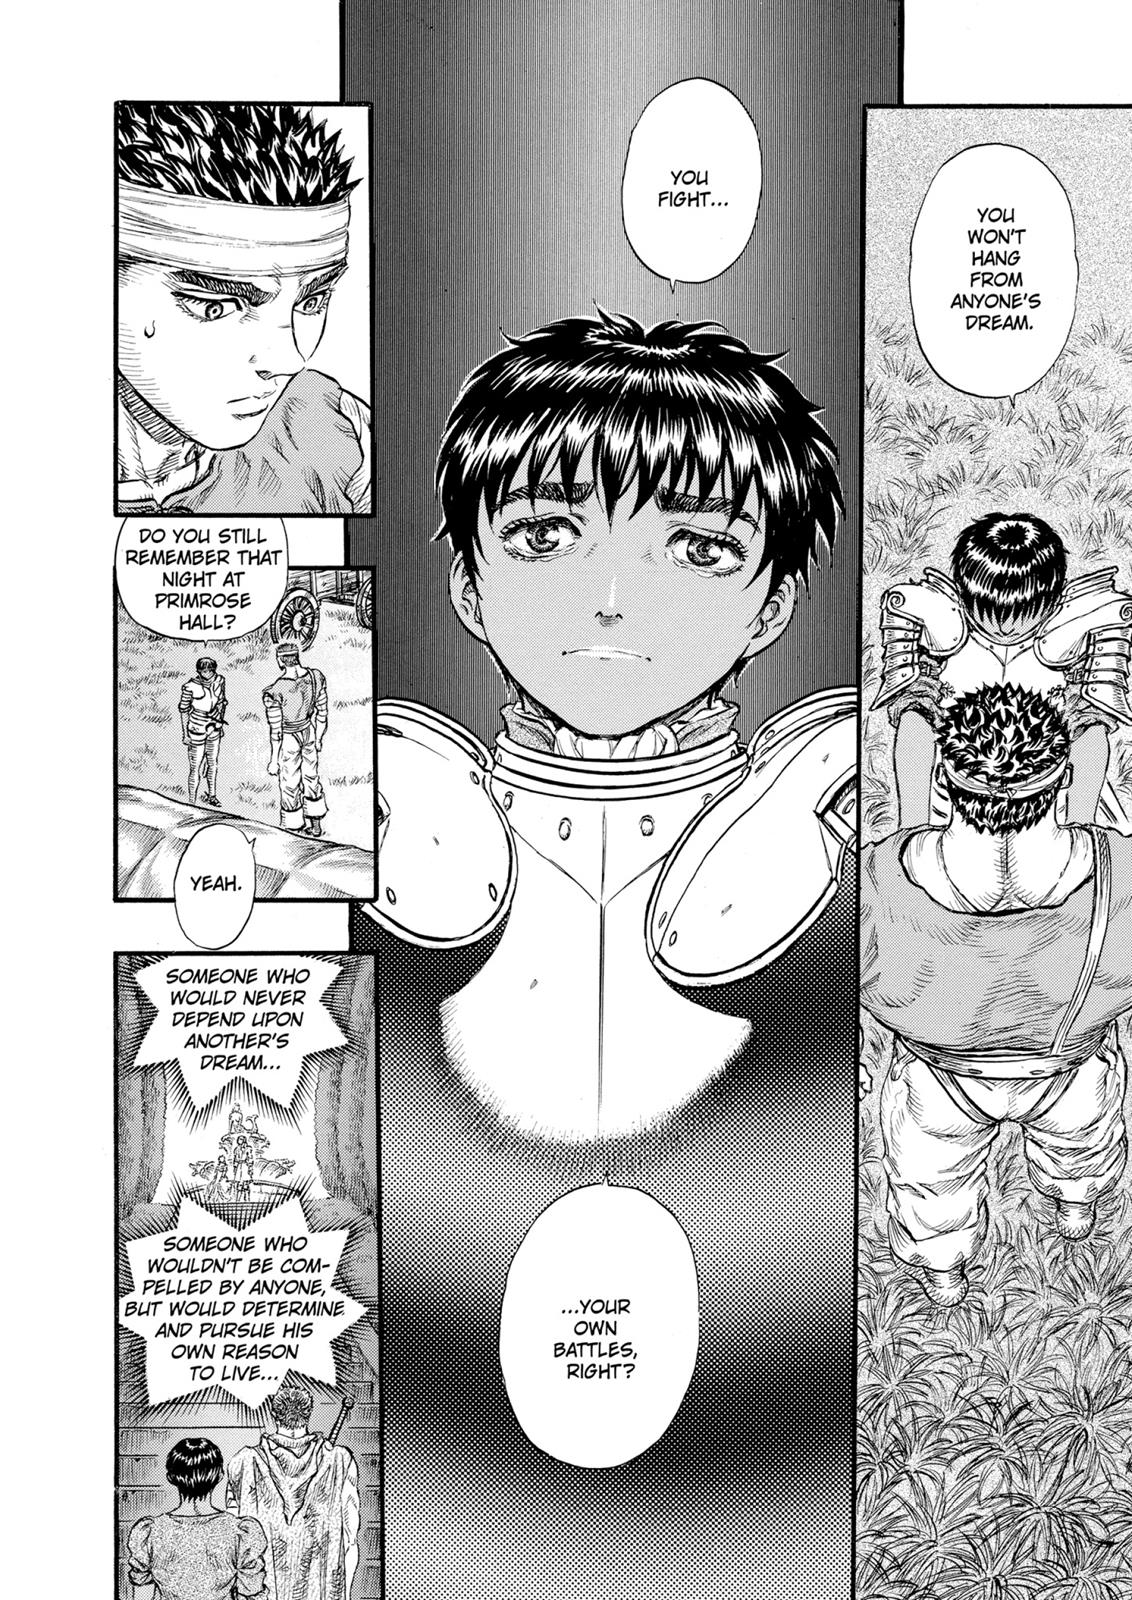 YOU
WON'T
HANG
FROM
ANYONE'S
DREAM.
YOU
FIGHT...
...YOUR
OWN
BATTLES,
RIGHT?
DO YOU STILL
REMEMBER THAT
NIGHT AT
PRIMROSE
HALL?
YEAH.
SOMEONE WHO
WOULD NEVER
DEPEND UPON
ANOTHER'S
DREAM...
SOMEONE WHO
WOULDN'T BE COM-
PELLED BY ANYONE,
BUT WOULD DETERMINE
AND PURSUE HIS
OWN REASON
TO LIVE...